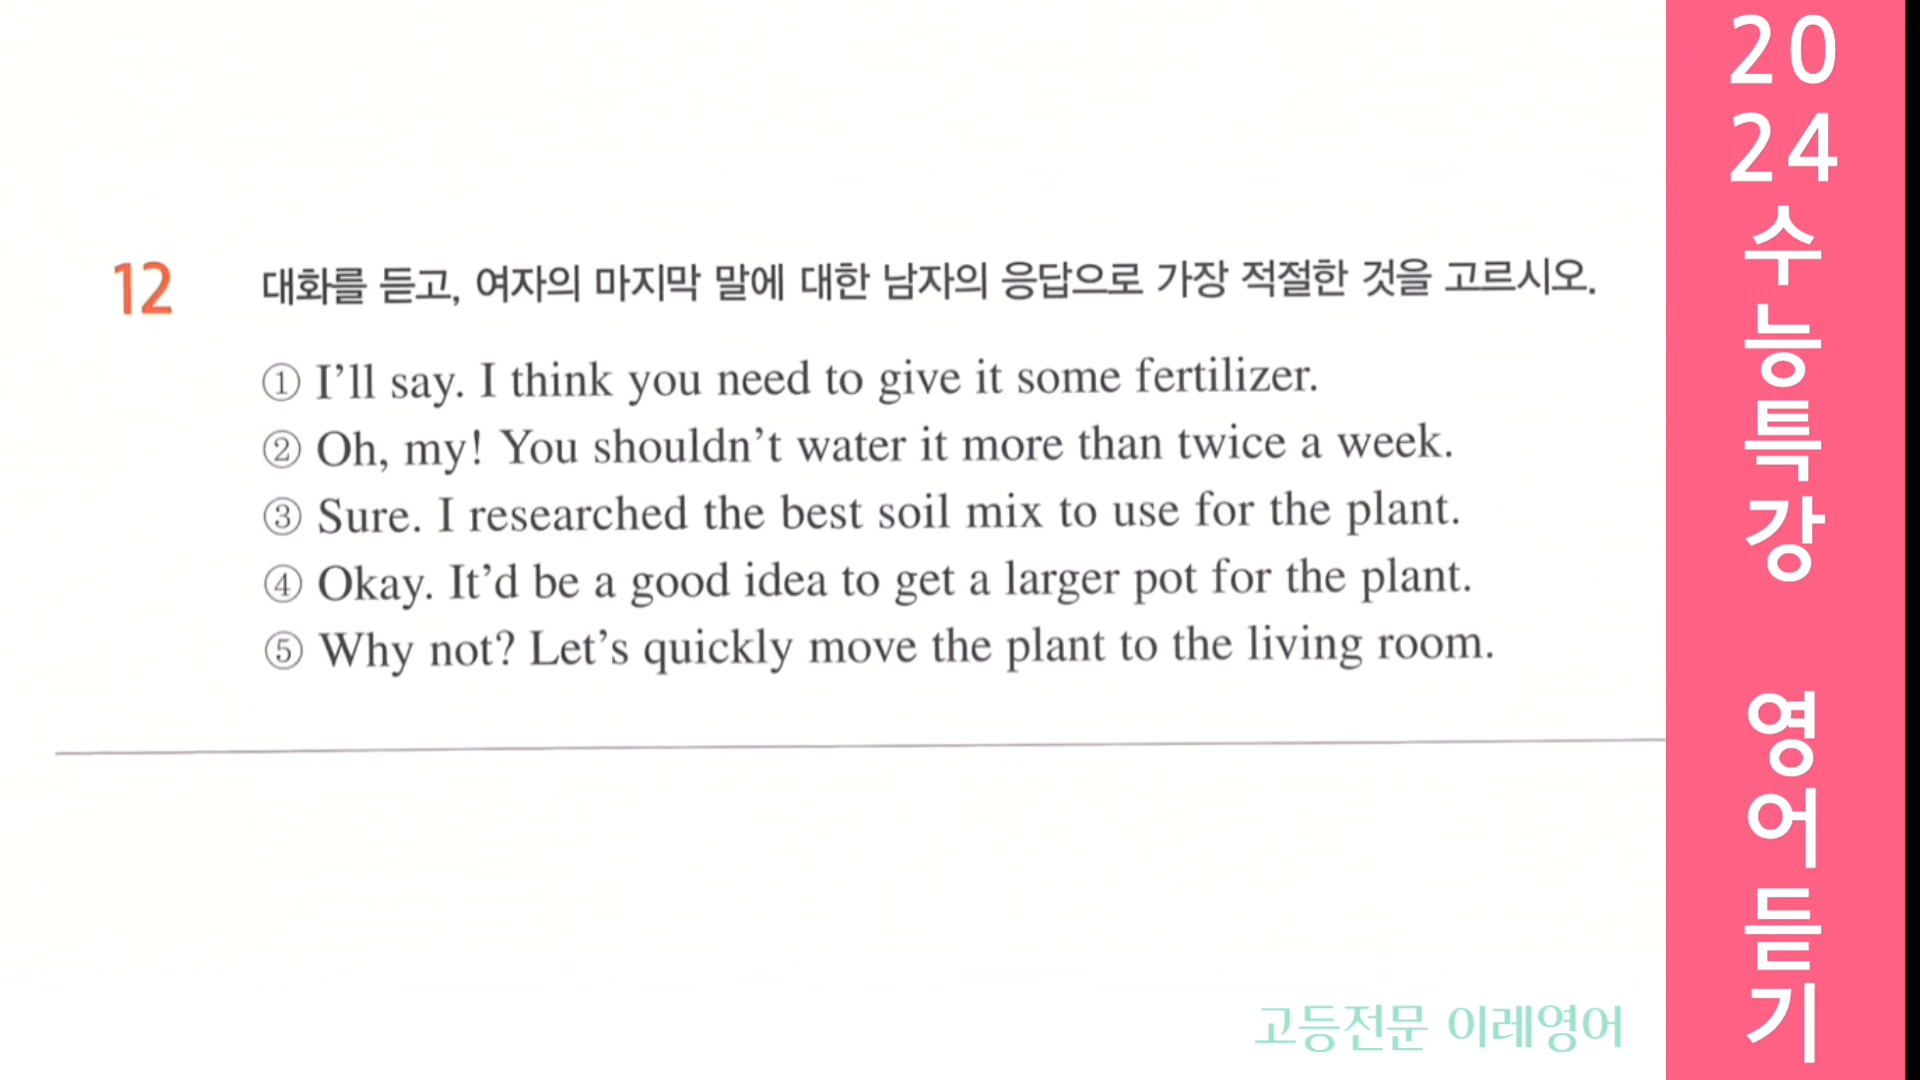 12
대화를 듣고, 여자의 마지막 말에 대한 남자의 응답으로 가장 적절한 것을 고르시오.
① I'll say. I think you need to give it some fertilizer.
② Oh, my! You shouldn't water it more than twice a week.
③ Sure. I researched the best soil mix to use for the plant.
④ Okay. It'd be a good idea to get a larger pot for the plant.
⑤ Why not? Let's quickly move the plant to the living room.
고등전문 이레영어
2024수능특강 영어듣기